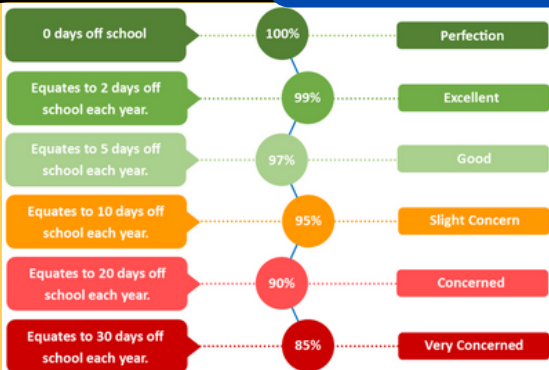 0 days off school
100%
Perfection
Equates to 2 days off
school each year.
99%
Excellent
Equates to 5 days off
school each year.
97%
Good
Equates to 10 days off
school each year.
95%
Slight Concern
Equates to 20 days off
school each year.
90%
Concerned
Equates to 30 days off
school each year.
85%
Very Concerned